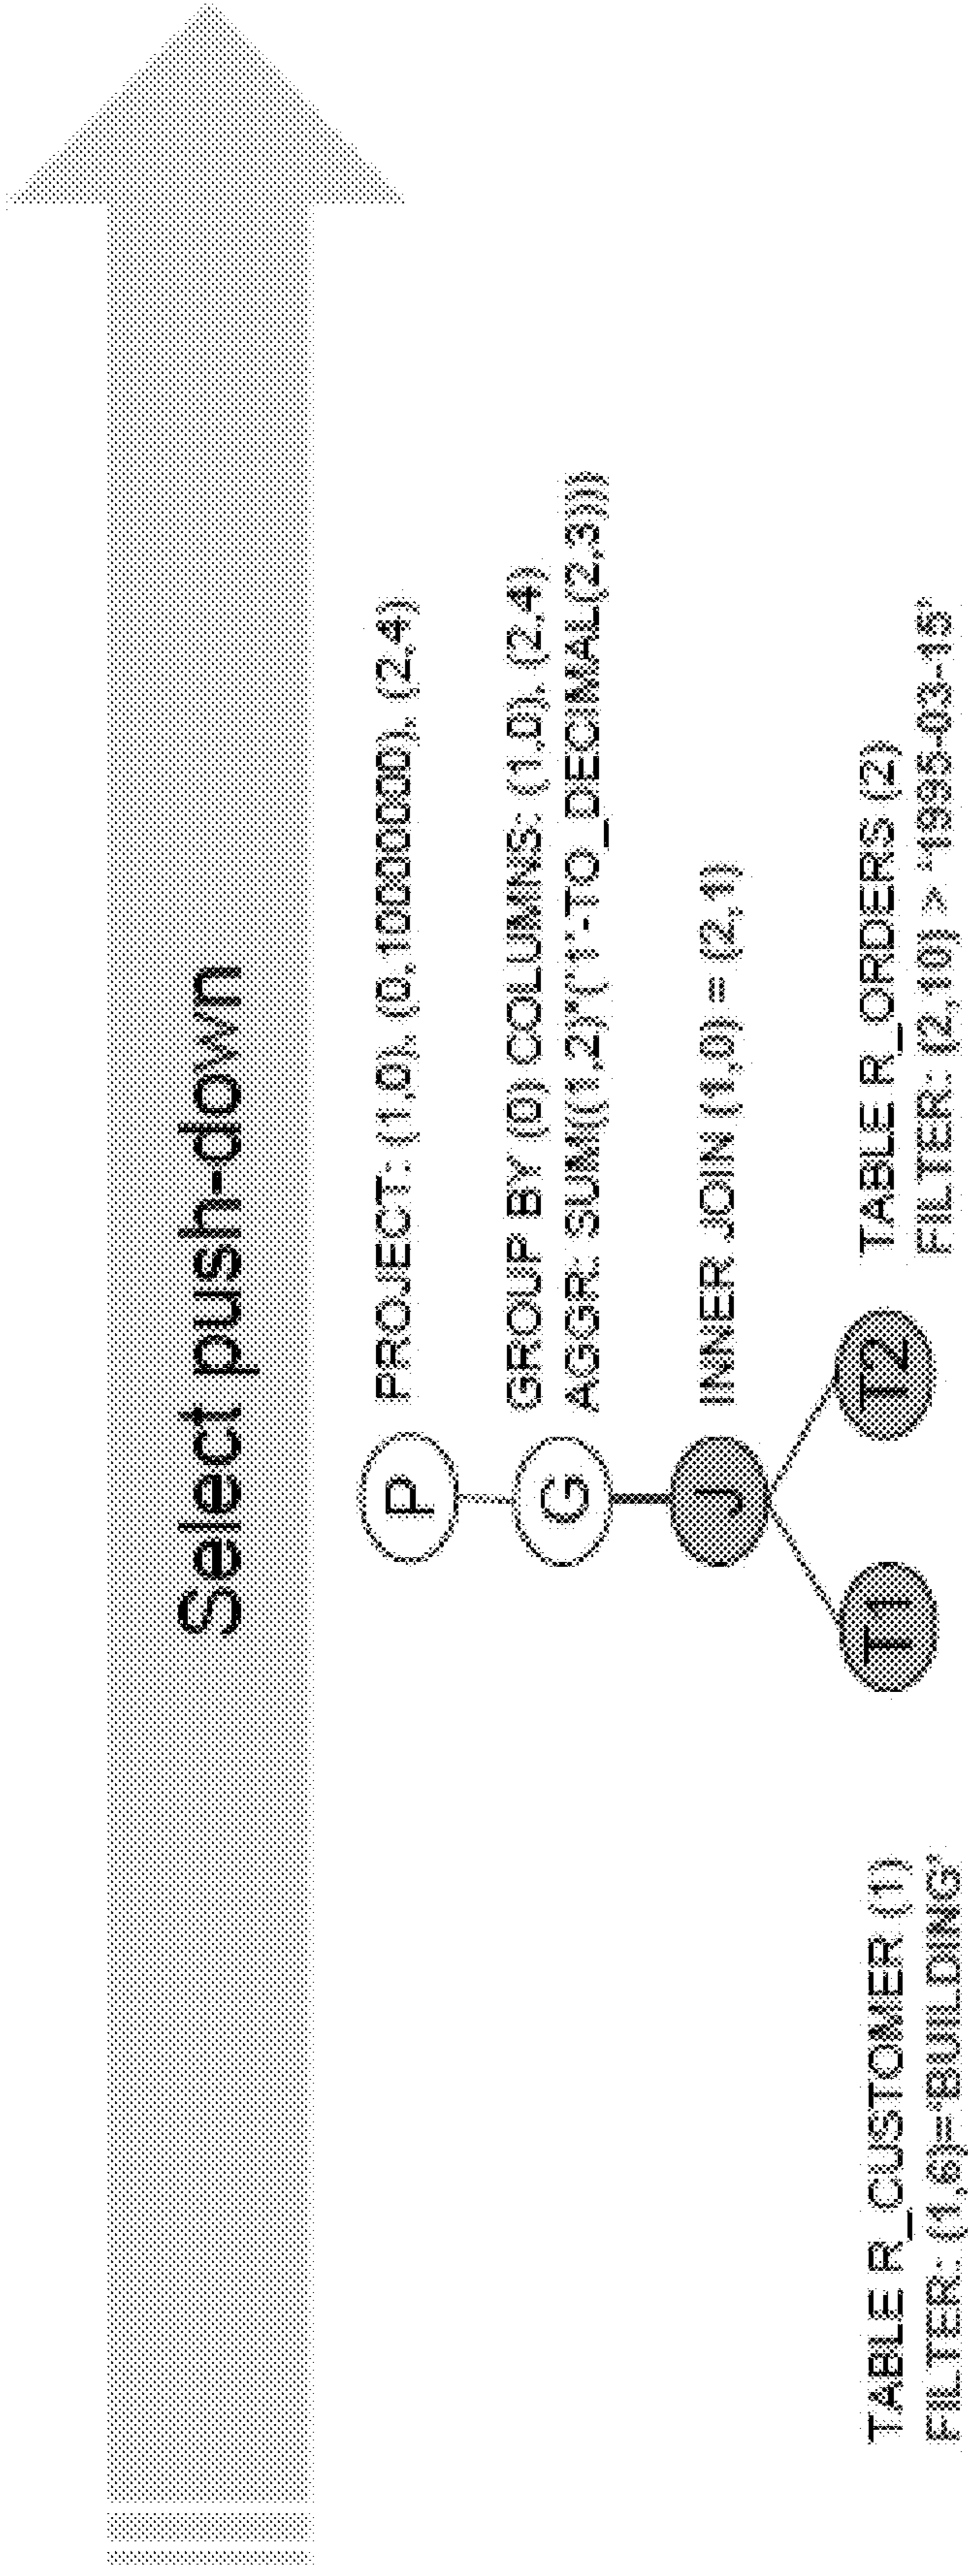 Select push-down
P
PROJECT: (1,0), (0,1000000), (2,4)
G
GROUP BY (0) COLUMNS: (1,0), (2,4)
AGGR: SUM((1,2)*('1'-TO_DECIMAL(2,3)))
J
INNER JOIN (1,0) = (2,1)
T1
T2
TABLE R_CUSTOMER (1)
FILTER: (1,6)='BUILDING'
TABLE R_ORDERS (2)
FILTER: (2,10) > '1995-03-15'